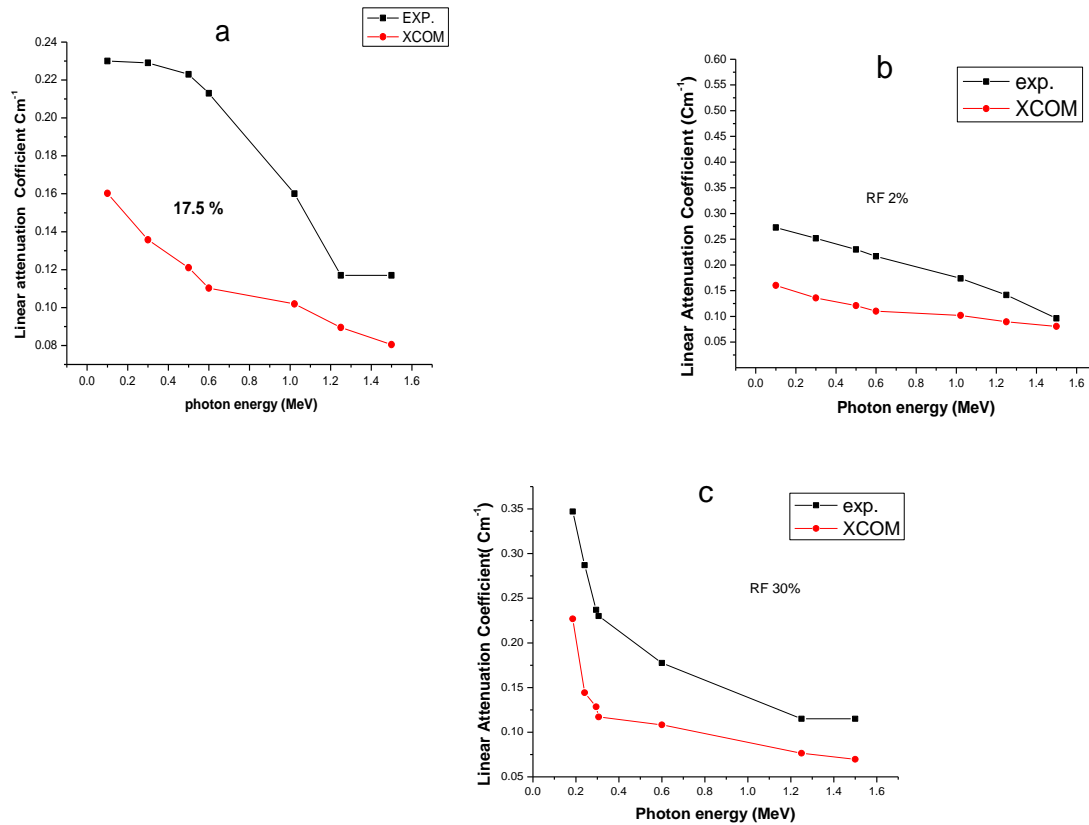 a
EXP.
XCOM
0.24
0.22
0.20
0.18
0.16
0.14
0.12
0.10
0.08
Linear attenuation Cofficient Cm-1
17.5 %
0.0 0.2 0.4 0.6 0.8 1.0 1.2 1.4 1.6
photon energy (MeV)
b
exp.
XCOM
0.60
0.55
0.50
0.45
0.40
0.35
0.30
0.25
0.20
0.15
0.10
0.05
Linear Attenuation Coefficient (Cm-1)
RF 2%
0.0 0.2 0.4 0.6 0.8 1.0 1.2 1.4 1.6
Photon energy (MeV)
c
exp.
XCOM
0.35
0.30
0.25
0.20
0.15
0.10
0.05
Linear Attenuation Coefficient( Cm-1)
RF 30%
0.0 0.2 0.4 0.6 0.8 1.0 1.2 1.4 1.6
Photon energy (MeV)